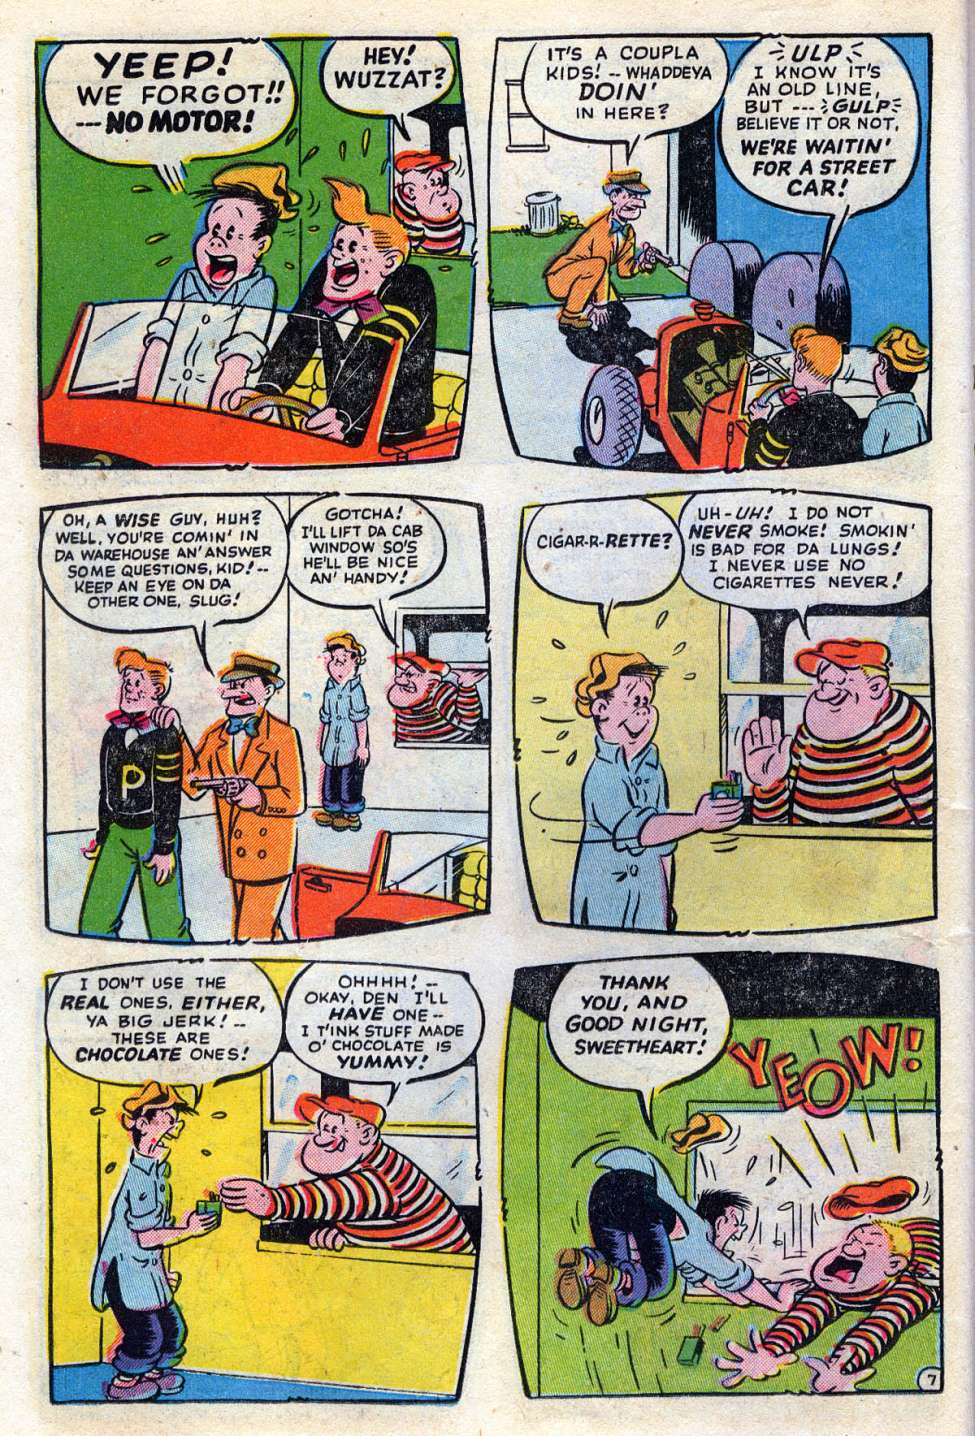 YEEP!
WE FORGOT!!
---NO MOTOR!
HEY!
WUZZAT?
IT'S A COUPLA
KIDS! -- WHADDEYA
DOIN'
IN HERE?
ULP
I KNOW IT'S
AN OLD LINE,
BUT --- GULP
BELIEVE IT OR NOT,
WE'RE WAITIN'
FOR A STREET
CAR!
OH, A WISE GUY, HUH?
WELL, YOU'RE COMIN' IN
DA WAREHOUSE AN' ANSWER
SOME QUESTIONS, KID! --
KEEP AN EYE ON DA
OTHER ONE, SLUG!
GOTCHA!
I'LL LIFT DA CAB
WINDOW SO'S
HE'LL BE NICE
AN' HANDY!
P
CIGAR-R-RETTE?
UH-UH! I DO NOT
NEVER SMOKE! SMOKIN'
IS BAD FOR DA LUNGS!
I NEVER USE NO
CIGARETTES NEVER!
I DON'T USE THE
REAL ONES, EITHER,
YA BIG JERK! --
THESE ARE
CHOCOLATE ONES!
OHHHH! --
OKAY, DEN I'LL
HAVE ONE --
I T'INK STUFF MADE
O' CHOCOLATE IS
YUMMY!
THANK
YOU, AND
GOOD NIGHT,
SWEETHEART!
YEOW!
7